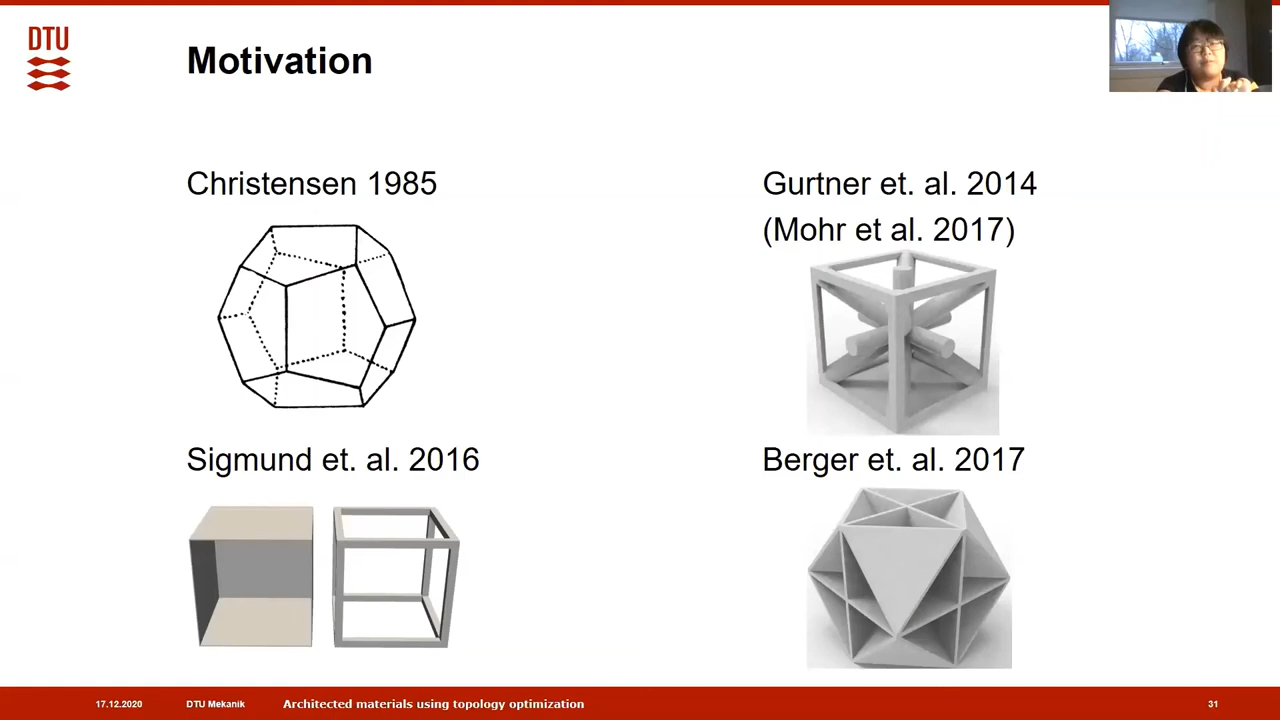 DTU
Motivation
Christensen 1985
Gurtner et. al. 2014
(Mohr et al. 2017)
Sigmund et. al. 2016
Berger et. al. 2017
17.12.2020
DTU Mekanik
Architected materials using topology optimization
31